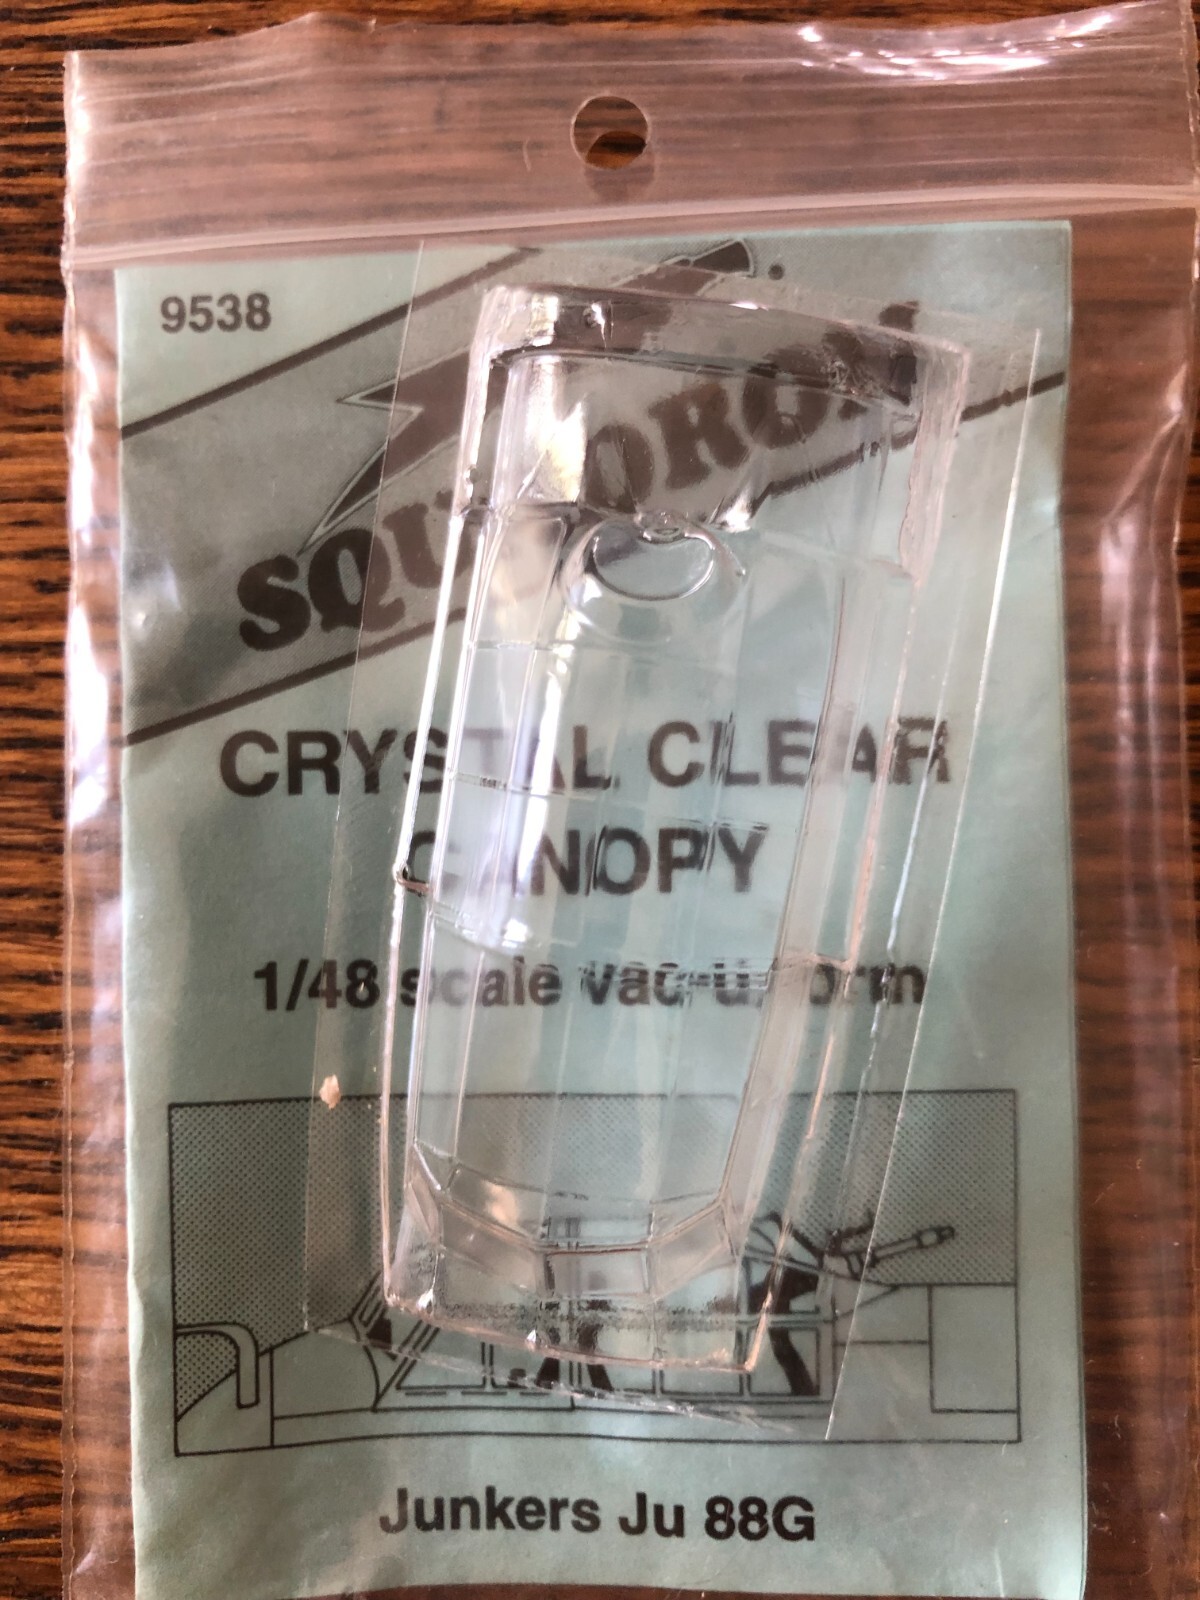 9538
SQUADRON
CRYSTAL CLEAR
CANOPY
1/48 scale vac-u-form
Junkers Ju 88G